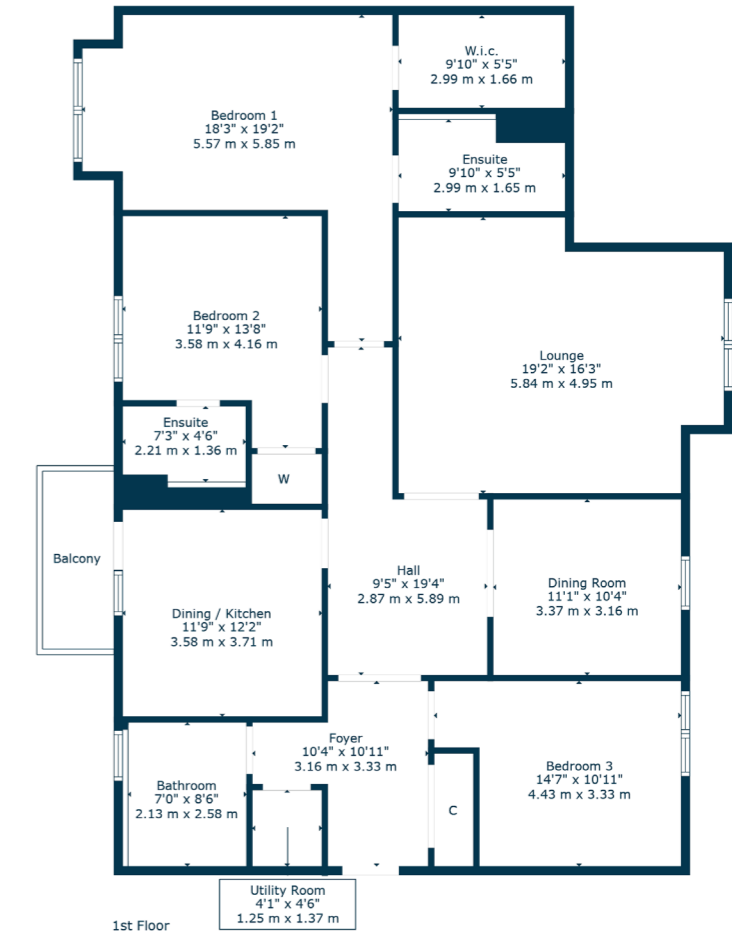 W.i.c.
9'10" x 5'5"
2.99 m x 1.66 m
Bedroom 1
18'3" x 19'2"
5.57 m x 5.85 m
Ensuite
9'10" x 5'5"
2.99 m x 1.65 m
Bedroom 2
11'9" x 13'8"
3.58 m x 4.16 m
Lounge
19'2" x 16'3"
5.84 m x 4.95 m
Ensuite
7'3" x 4'6"
2.21 m x 1.36 m
W
Balcony
Hall
9'5" x 19'4"
2.87 m x 5.89 m
Dining Room
11'1" x 10'4"
3.37 m x 3.16 m
Dining / Kitchen
11'9" x 12'2"
3.58 m x 3.71 m
Foyer
10'4" x 10'11"
3.16 m x 3.33 m
Bedroom 3
14'7" x 10'11"
4.43 m x 3.33 m
Bathroom
7'0" x 8'6"
2.13 m x 2.58 m
C
Utility Room
4'1" x 4'6"
1.25 m x 1.37 m
1st Floor